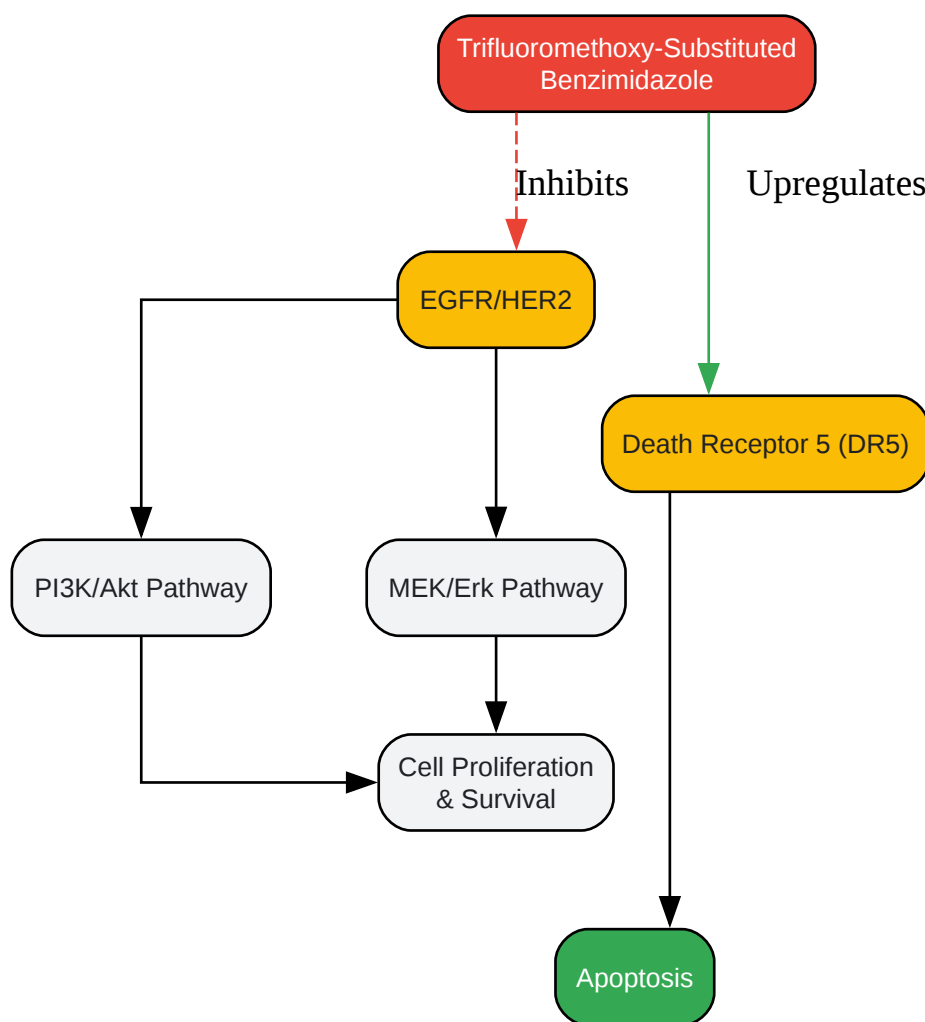 Trifluoromethoxy-Substituted
Benzimidazole
Inhibits
Upregulates
EGFR/HER2
Death Receptor 5 (DR5)
PI3K/Akt Pathway
MEK/Erk Pathway
Cell Proliferation
& Survival
Apoptosis